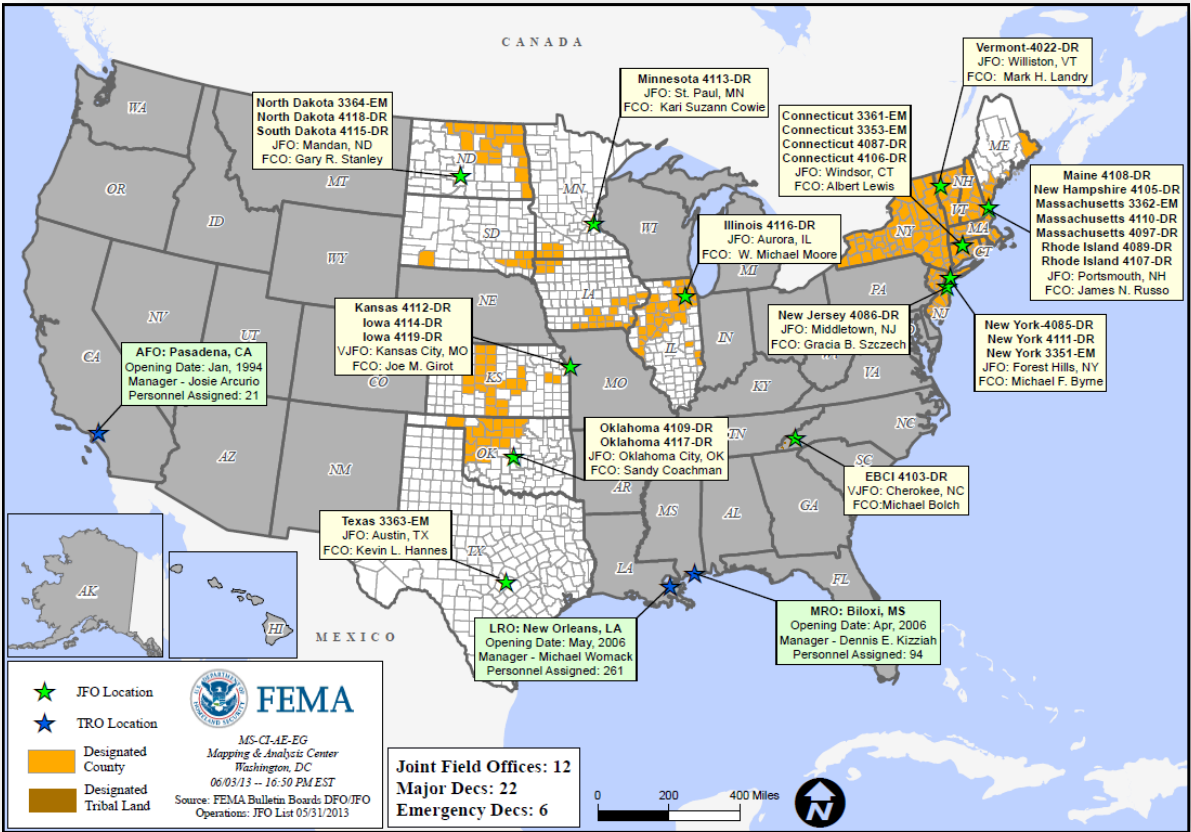 CANADA
Vermont-4022-DR
JFO: Williston, VT
FCO: Mark H. Landry
Minnesota 4113-DR
JFO: St. Paul, MN
FCO: Kari Suzann Cowie
North Dakota 3364-EM
North Dakota 4118-DR
South Dakota 4115-DR
JFO: Mandan, ND
FCO: Gary R. Stanley
Connecticut 3361-EM
Connecticut 3353-EM
Connecticut 4087-DR
Connecticut 4106-DR
JFO: Windsor, CT
FCO: Albert Lewis
Maine 4108-DR
New Hampshire 4105-DR
Massachusetts 3362-EM
Massachusetts 4110-DR
Massachusetts 4097-DR
Rhode Island 4089-DR
Rhode Island 4107-DR
JFO: Portsmouth, NH
FCO: James N. Russo
Illinois 4116-DR
JFO: Aurora, IL
FCO: W. Michael Moore
Kansas 4112-DR
Iowa 4114-DR
Iowa 4119-DR
VJFO: Kansas City, MO
FCO: Joe M. Girot
New Jersey 4086-DR
JFO: Middletown, NJ
FCO: Gracia B. Szczech
New York-4085-DR
New York 4111-DR
New York 3351-EM
JFO: Forest Hills, NY
FCO: Michael F. Byrne
AFO: Pasadena, CA
Opening Date: Jan, 1994
Manager - Josie Arcurio
Personnel Assigned: 21
Oklahoma 4109-DR
Oklahoma 4117-DR
JFO: Oklahoma City, OK
FCO: Sandy Coachman
EBCI 4103-DR
VJFO: Cherokee, NC
FCO:Michael Bolch
Texas 3363-EM
JFO: Austin, TX
FCO: Kevin L. Hannes
LRO: New Orleans, LA
Opening Date: May, 2006
Manager - Michael Womack
Personnel Assigned: 261
MRO: Biloxi, MS
Opening Date: Apr, 2006
Manager - Dennis E. Kizziah
Personnel Assigned: 94
WA
MT
ND
MN
ME
OR
ID
WY
SD
WI
MI
NY
NH
VT
MA
CT
NV
UT
NE
IA
IL
IN
PA
NJ
CA
CO
KS
MO
KY
VA
AZ
NM
OK
AR
TN
NC
SC
TX
LA
MS
AL
GA
FL
AK
HI
MEXICO
JFO Location
TRO Location
Designated
County
Designated
Tribal Land
U.S. DEPARTMENT OF
HOMELAND SECURITY
FEMA
MS-CI-AE-EG
Mapping & Analysis Center
Washington, DC
06/03/13 -- 16:50 PM EST
Source: FEMA Bulletin Boards DFO/JFO
Operations: JFO List 05/31/2013
Joint Field Offices: 12
Major Decs: 22
Emergency Decs: 6
0 200 400 Miles
N